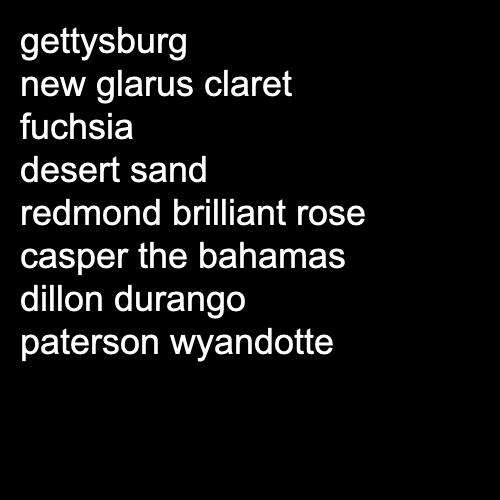 gettysburg
new glarus claret
fuchsia
desert sand
redmond brilliant rose
casper the bahamas
dillon durango
paterson wyandotte